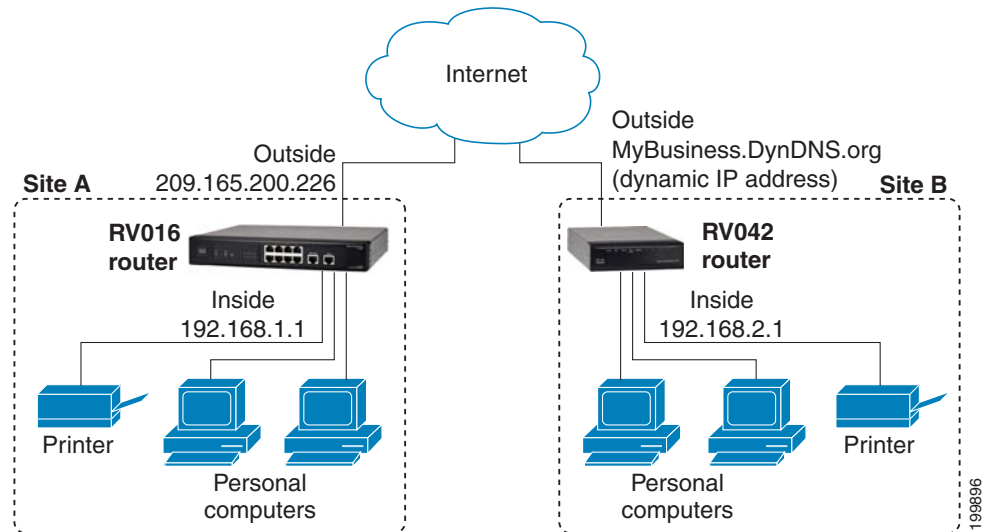 Internet
Outside
209.165.200.226
Outside
MyBusiness.DynDNS.org
(dynamic IP address)
Site A
RV016
router
Inside
192.168.1.1
Printer
Personal
computers
Site B
RV042
router
Inside
192.168.2.1
Personal
computers
Printer
199896